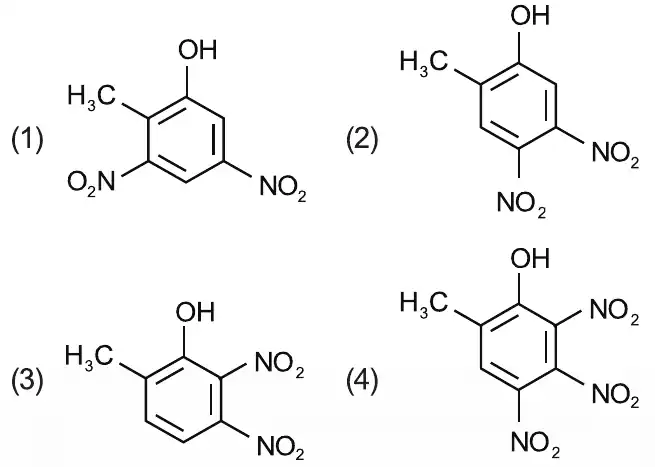 (1)
OH
H₃C
O₂N
NO₂
(2)
OH
H₃C
NO₂
NO₂
(3)
OH
H₃C
NO₂
NO₂
(4)
OH
H₃C
NO₂
NO₂
NO₂